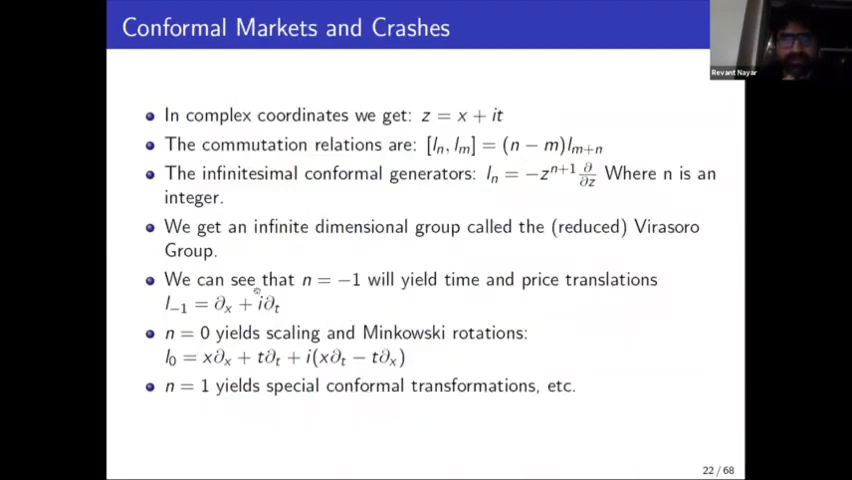 Conformal Markets and Crashes
Revant Nayar
In complex coordinates we get: z = x + it
The commutation relations are: [l_n, l_m] = (n − m)l_{m+n}
The infinitesimal conformal generators: l_n = −z^{n+1} ∂/∂z Where n is an
integer.
We get an infinite dimensional group called the (reduced) Virasoro
Group.
We can see that n = −1 will yield time and price translations
l_{−1} = ∂_x + i∂_t
n = 0 yields scaling and Minkowski rotations:
l_0 = x∂_x + t∂_t + i(x∂_t − t∂_x)
n = 1 yields special conformal transformations, etc.
22 / 68